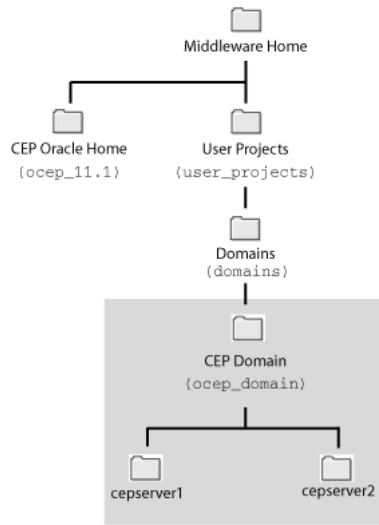 Middleware Home
CEP Oracle Home
(ocep_11.1)
User Projects
(user_projects)
Domains
(domains)
CEP Domain
(ocep_domain)
cepserver1
cepserver2